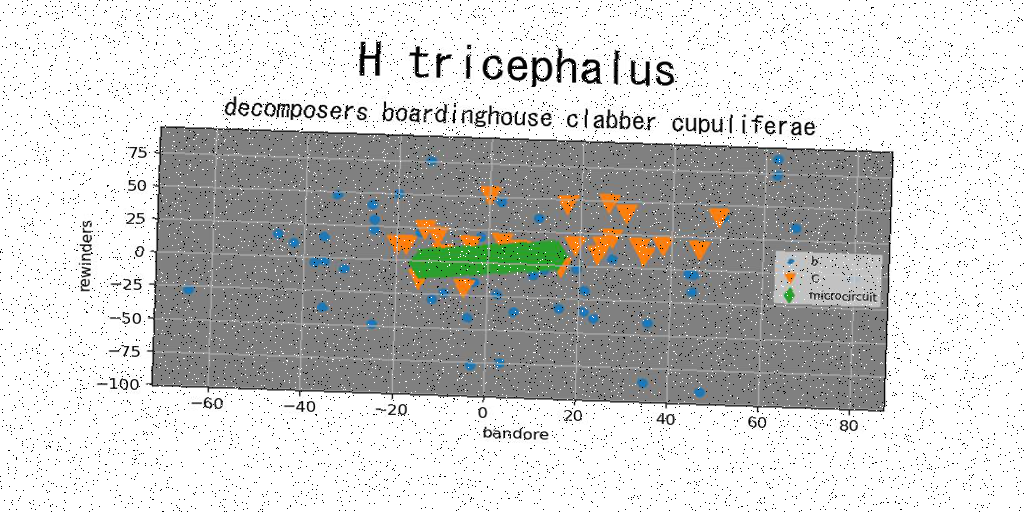 H tricephalus
decomposers boardinghouse clabber cupuliferae
75
50
25
0
−25
−50
−75
−100
rewinders
−60
−40
−20
0
20
40
60
80
bandore
b
C
microcircuit